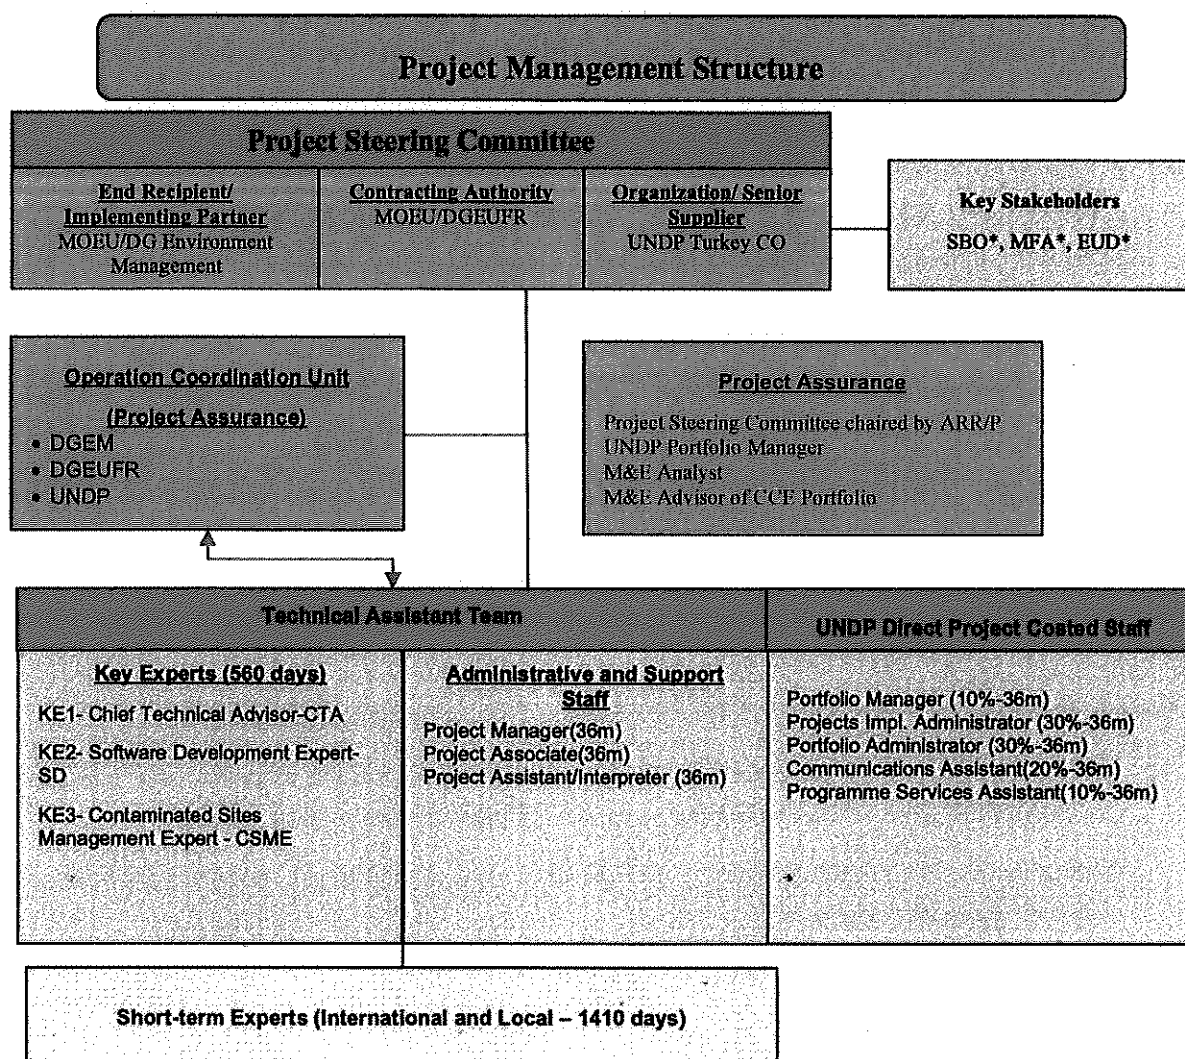 Project Management Structure
Project Steering Committee
End Recipient/
Implementing Partner
MOEU/DG Environment
Management
Contracting Authority
MOEU/DGEUFR
Organization/ Senior
Supplier
UNDP Turkey CO
Key Stakeholders
SBO*, MFA*, EUD*
Operation Coordination Unit
(Project Assurance)
• DGEM
• DGEUFR
• UNDP
Project Assurance
Project Steering Committee chaired by ARR/P
UNDP Portfolio Manager
M&E Analyst
M&E Advisor of CCE Portfolio
Technical Assistant Team
UNDP Direct Project Costed Staff
Key Experts (560 days)
KE1- Chief Technical Advisor-CTA
KE2- Software Development Expert-
SD
KE3- Contaminated Sites
Management Expert - CSME
Administrative and Support
Staff
Project Manager(36m)
Project Associate(36m)
Project Assistant/Interpreter (36m)
Portfolio Manager (10%-36m)
Projects Impl. Administrator (30%-36m)
Portfolio Administrator (30%-36m)
Communications Assistant(20%-36m)
Programme Services Assistant(10%-36m)
Short-term Experts (International and Local – 1410 days)